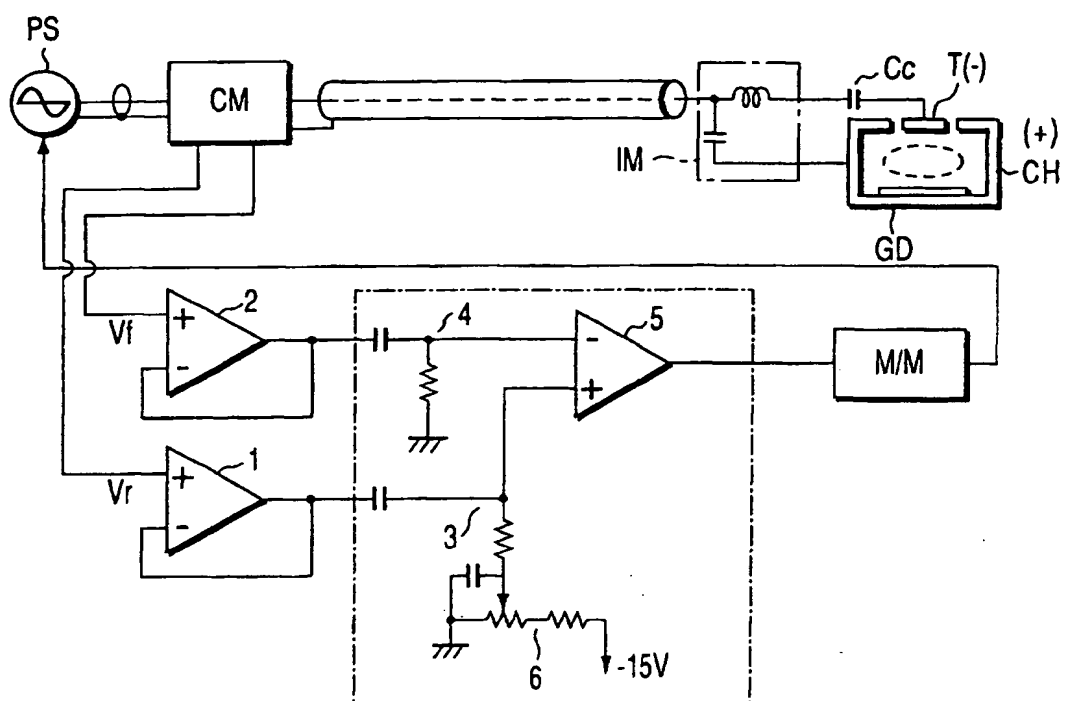 PS
CM
Cc
T(-)
(+)
CH
IM
GD
Vf
+
-
2
4
-
+
5
M/M
Vr
+
-
1
3
6
-15V